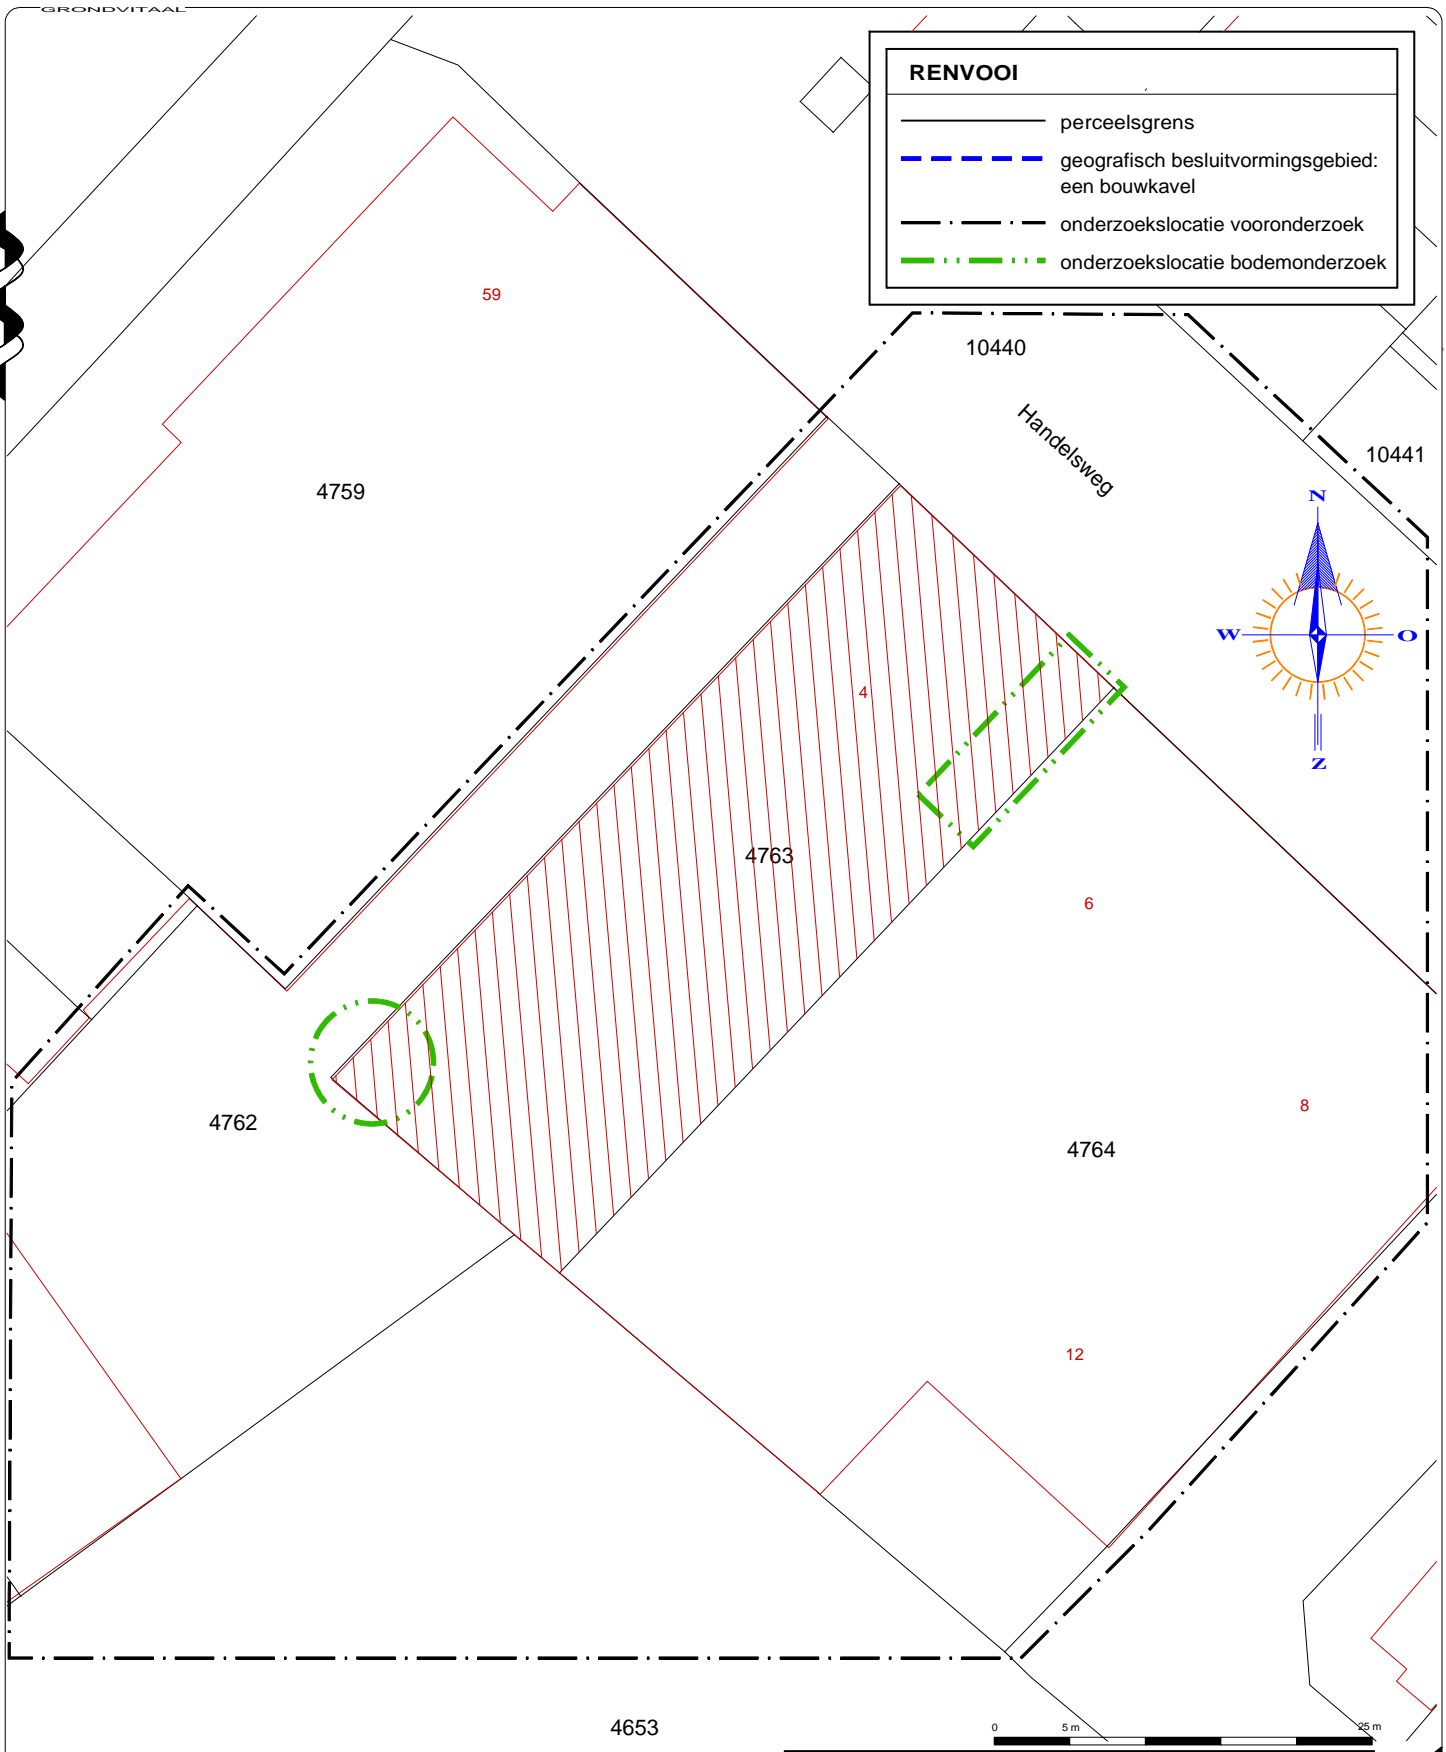 GRONDVITAAL
RENVOOI
perceelsgrens
geografisch besluitvormingsgebied:
een bouwkavel
onderzoekslocatie vooronderzoek
onderzoekslocatie bodemonderzoek
59
10440
Handelsweg
10441
4759
N
W
O
Z
4
4763
6
8
4762
4764
12
4653
0
5 m
25 m